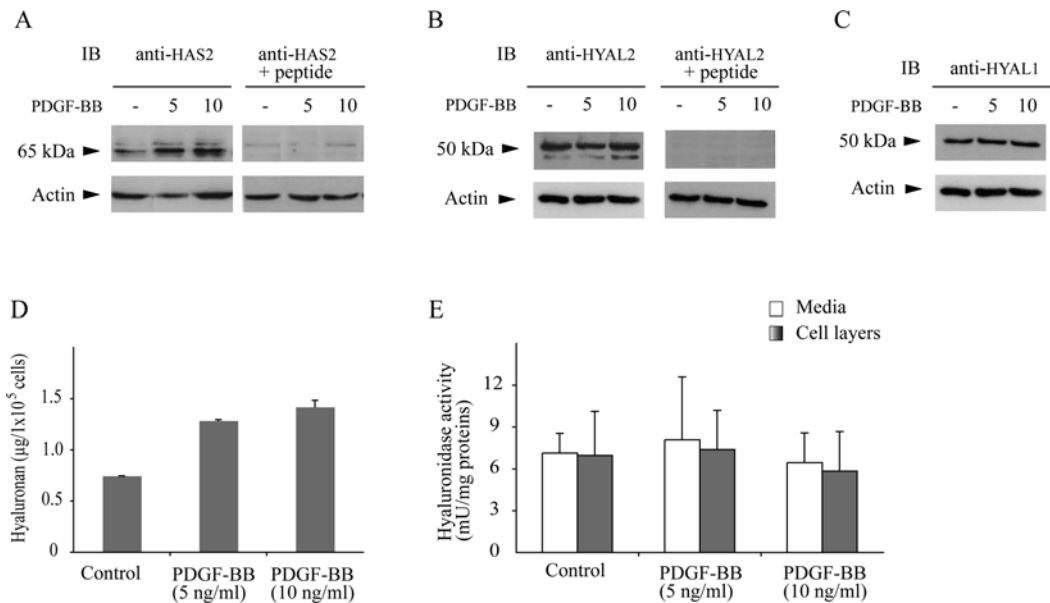 A
IB anti-HAS2 anti-HAS2
+ peptide
PDGF-BB - 5 10 - 5 10
65 kDa
Actin
B
IB anti-HYAL2 anti-HYAL2
+ peptide
PDGF-BB - 5 10 - 5 10
50 kDa
Actin
C
IB anti-HYAL1
PDGF-BB - 5 10
50 kDa
Actin
D
Hyaluronan (µg/1x10⁵ cells)
1.5
1.0
0.5
0
Control
PDGF-BB
(5 ng/ml)
PDGF-BB
(10 ng/ml)
E
Media
Cell layers
Hyaluronidase activity
(mU/mg proteins)
12
9
6
3
0
Control
PDGF-BB
(5 ng/ml)
PDGF-BB
(10 ng/ml)